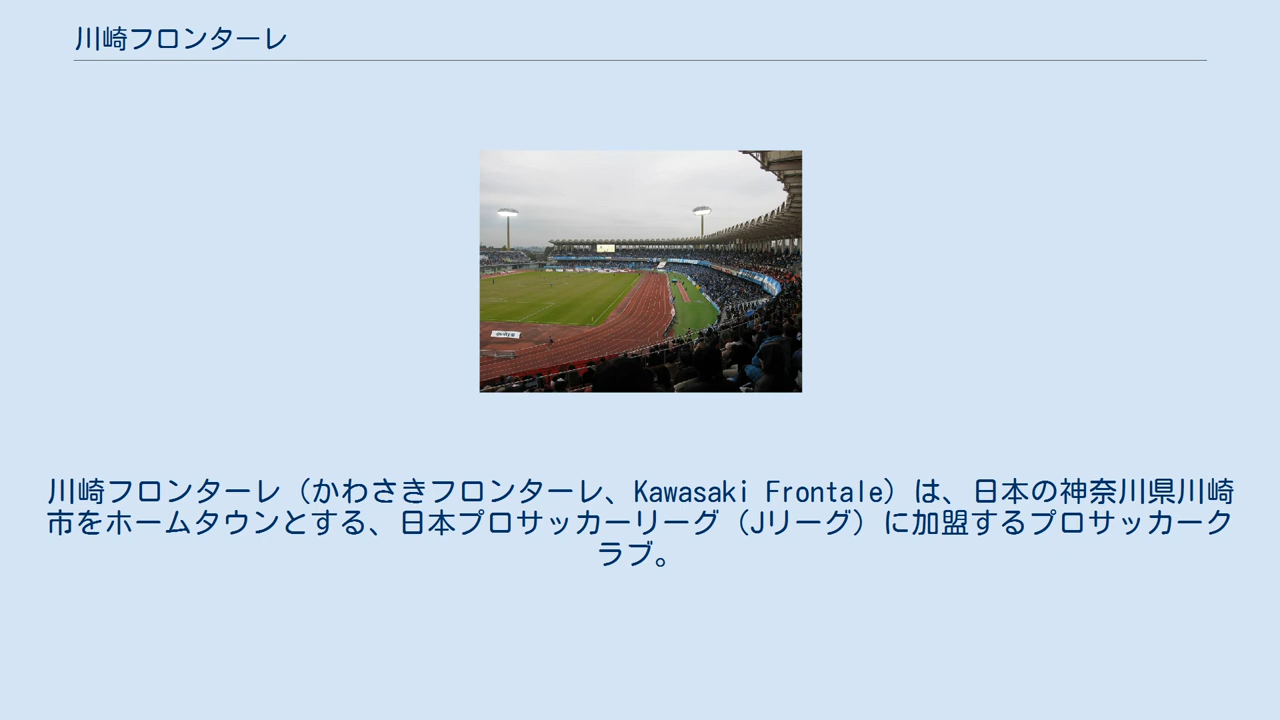 川崎フロンターレ
川崎フロンターレ（かわさきフロンターレ、Kawasaki Frontale）は、日本の神奈川県川崎
市をホームタウンとする、日本プロサッカーリーグ（Jリーグ）に加盟するプロサッカーク
ラブ。